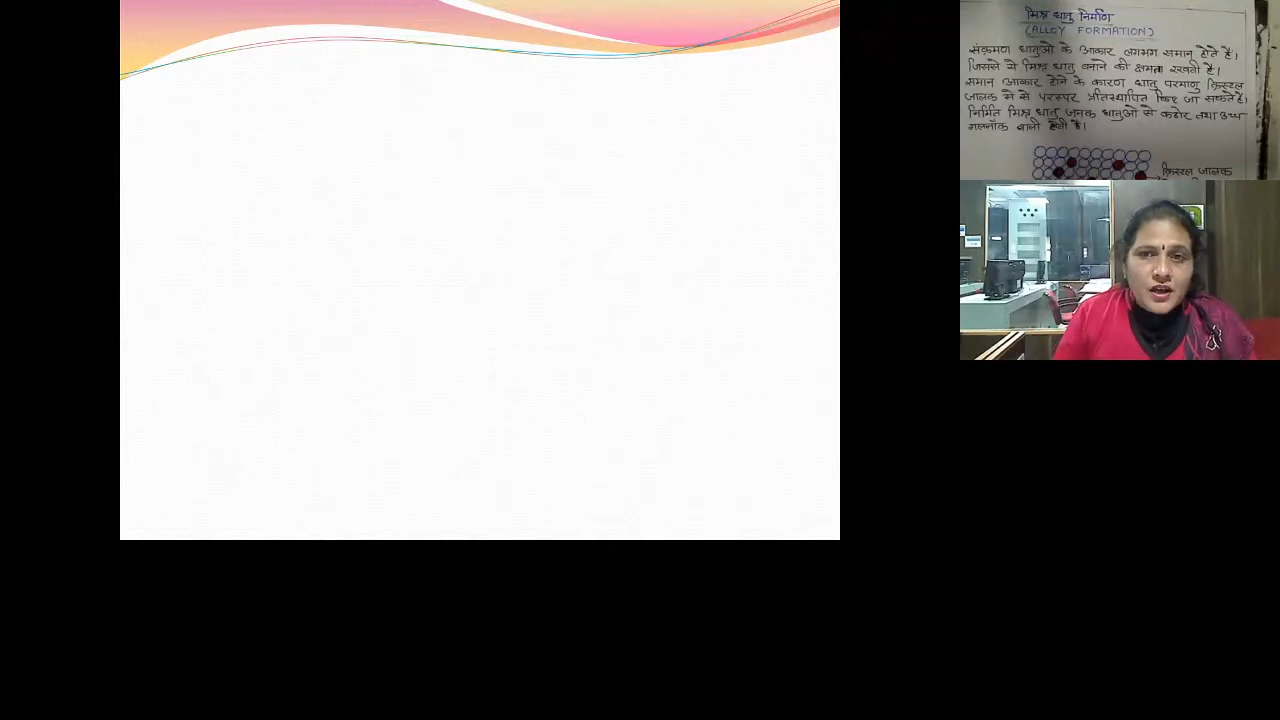 मिश्र धातु निर्माण
(ALLOY FORMATION)
संक्रमण धातुओं के आकार लगभग समान होते है,
जिससे ये मिश्र धातु बनाने की क्षमता रखती है।
समान आकार होने के कारण धातु परमाणु क्रिस्टल
जालक में से परस्पर प्रतिस्थापित किए जा सकते है,
निर्मित मिश्र धातु जनक धातुओं से कठोर तथा उच्च
गलनांक वाली होती है।
क्रिस्टल जालक